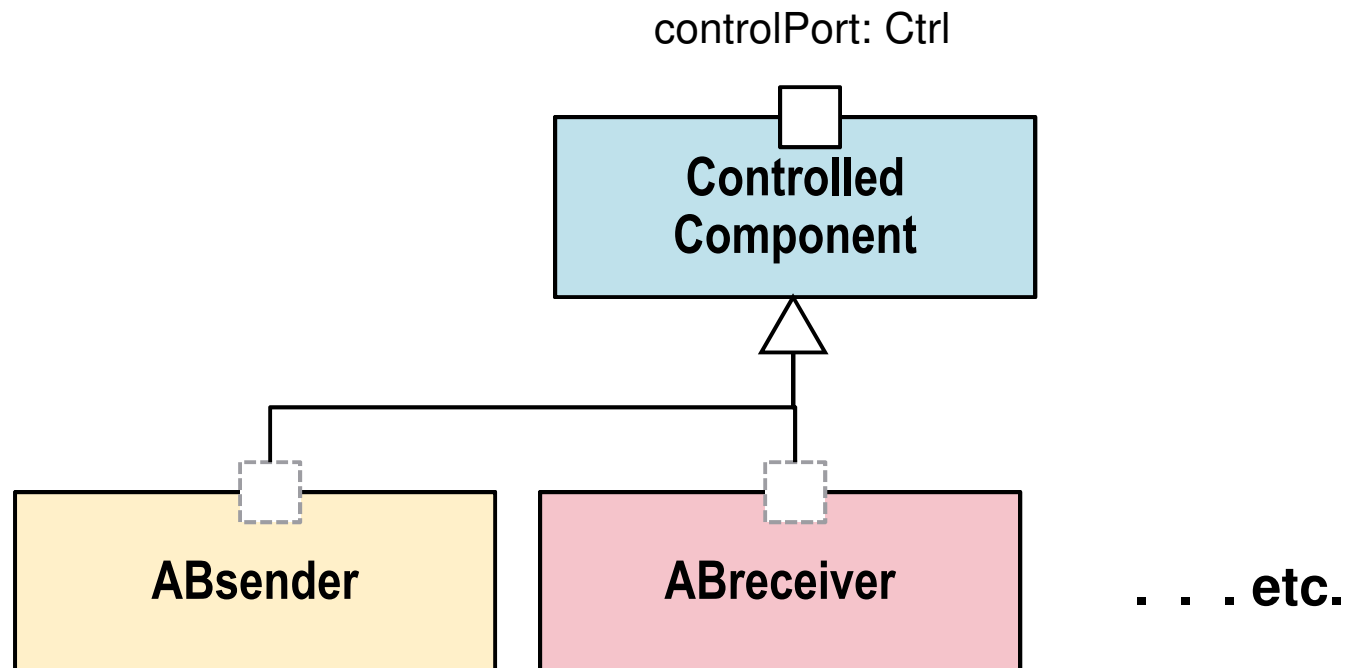 controlPort: Ctrl
Controlled
Component
ABsender
ABreceiver
. . . etc.